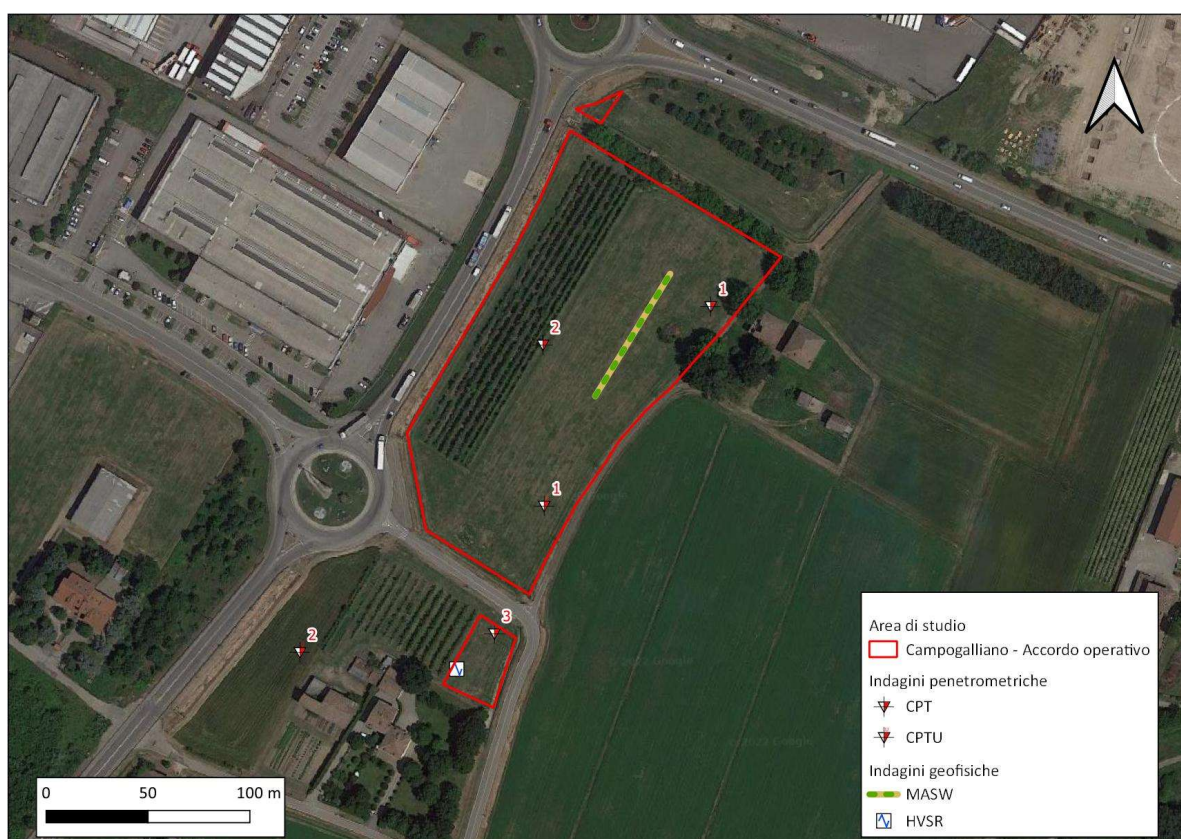 1
2
1
3
2
Area di studio
Campogalliano - Accordo operativo
Indagini penetrometriche
CPT
CPTU
Indagini geofisiche
MASW
HVSR
0 50 100 m